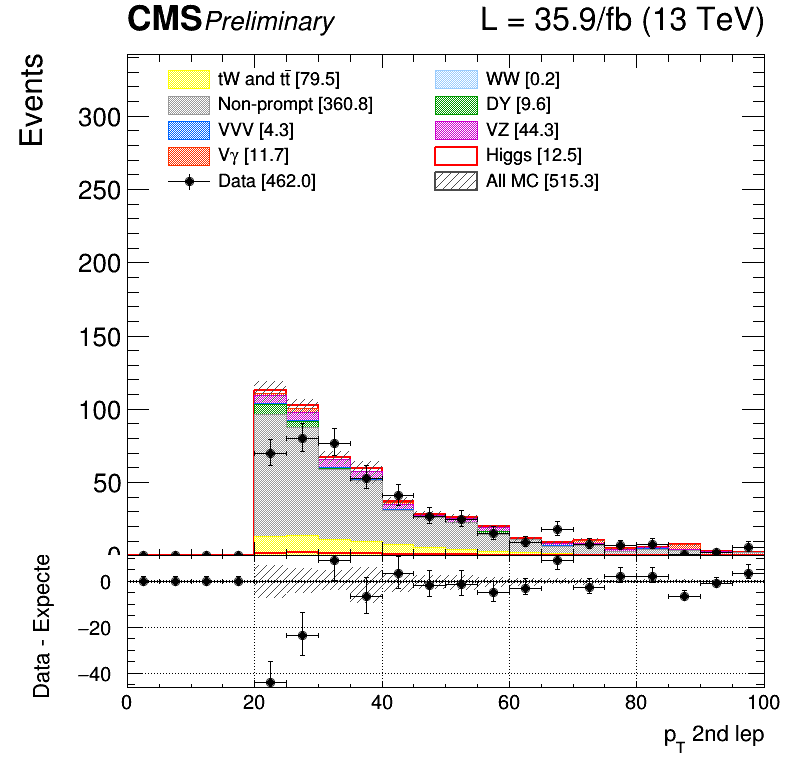 CMS Preliminary L = 35.9/fb (13 TeV)
Events
tW and tt̄ [79.5] WW [0.2]
Non-prompt [360.8] DY [9.6]
VVV [4.3] VZ [44.3]
Vγ [11.7] Higgs [12.5]
Data [462.0] All MC [515.3]
300
250
200
150
100
50
0
Data - Expecte
0
−20
−40
0 20 40 60 80 100
p_T 2nd lep